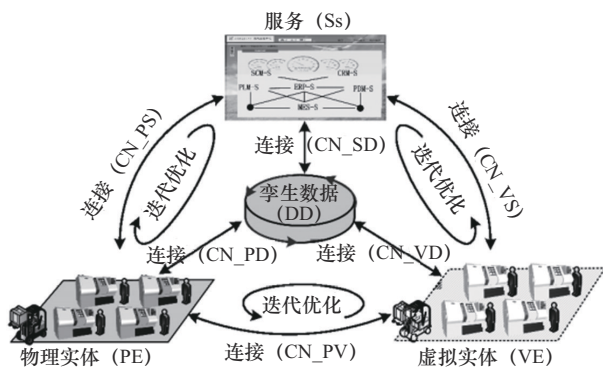 服务（Ss）
SCM-S
CRM-S
PLM-S
ERP-S
PDM-S
MES-S
连接（CN_PS）
迭代优化
连接（CN_SD）
迭代优化
连接（CN_VS）
孪生数据
(DD)
连接（CN_PD）
连接（CN_VD）
迭代优化
连接（CN_PV）
物理实体（PE）
虚拟实体（VE）